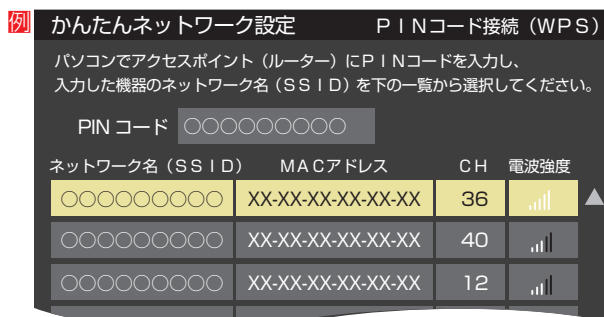 例
かんたんネットワーク設定 PINコード接続（WPS）
パソコンでアクセスポイント（ルーター）にPINコードを入力し、
入力した機器のネットワーク名（SSID）を下の一覧から選択してください。
PIN コード ○○○○○○○○○
ネットワーク名（SSID） MACアドレス CH 電波強度
○○○○○○○○○ XX-XX-XX-XX-XX-XX 36
○○○○○○○○○ XX-XX-XX-XX-XX-XX 40
○○○○○○○○○ XX-XX-XX-XX-XX-XX 12